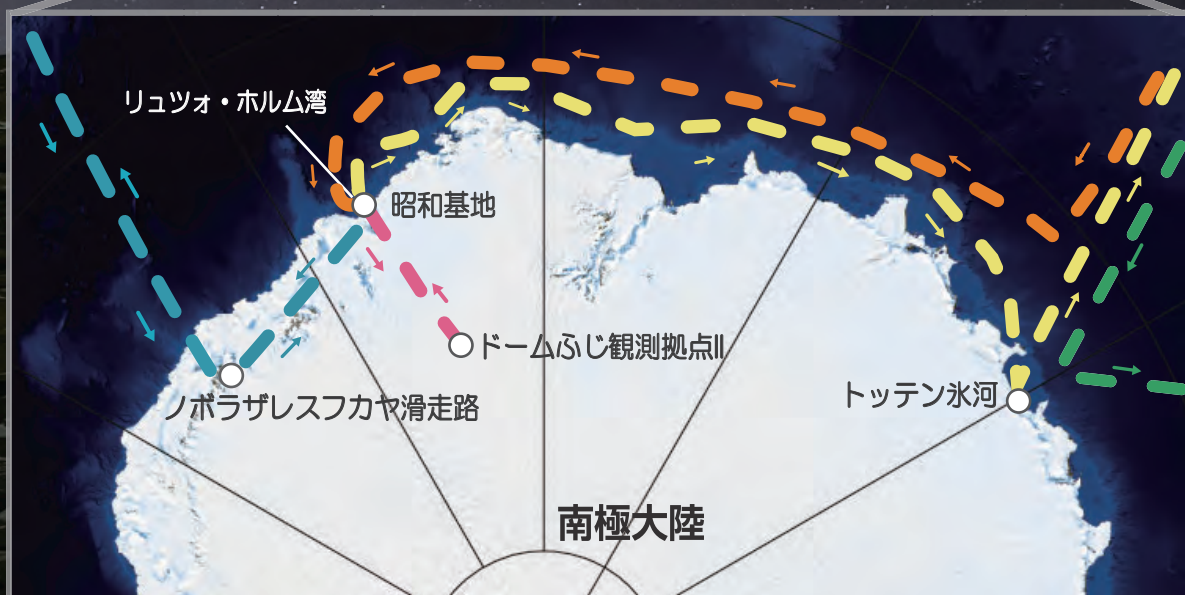 リュツォ・ホルム湾
昭和基地
ドームふじ観測拠点II
ノボラザレスフカヤ滑走路
トッテン氷河
南極大陸